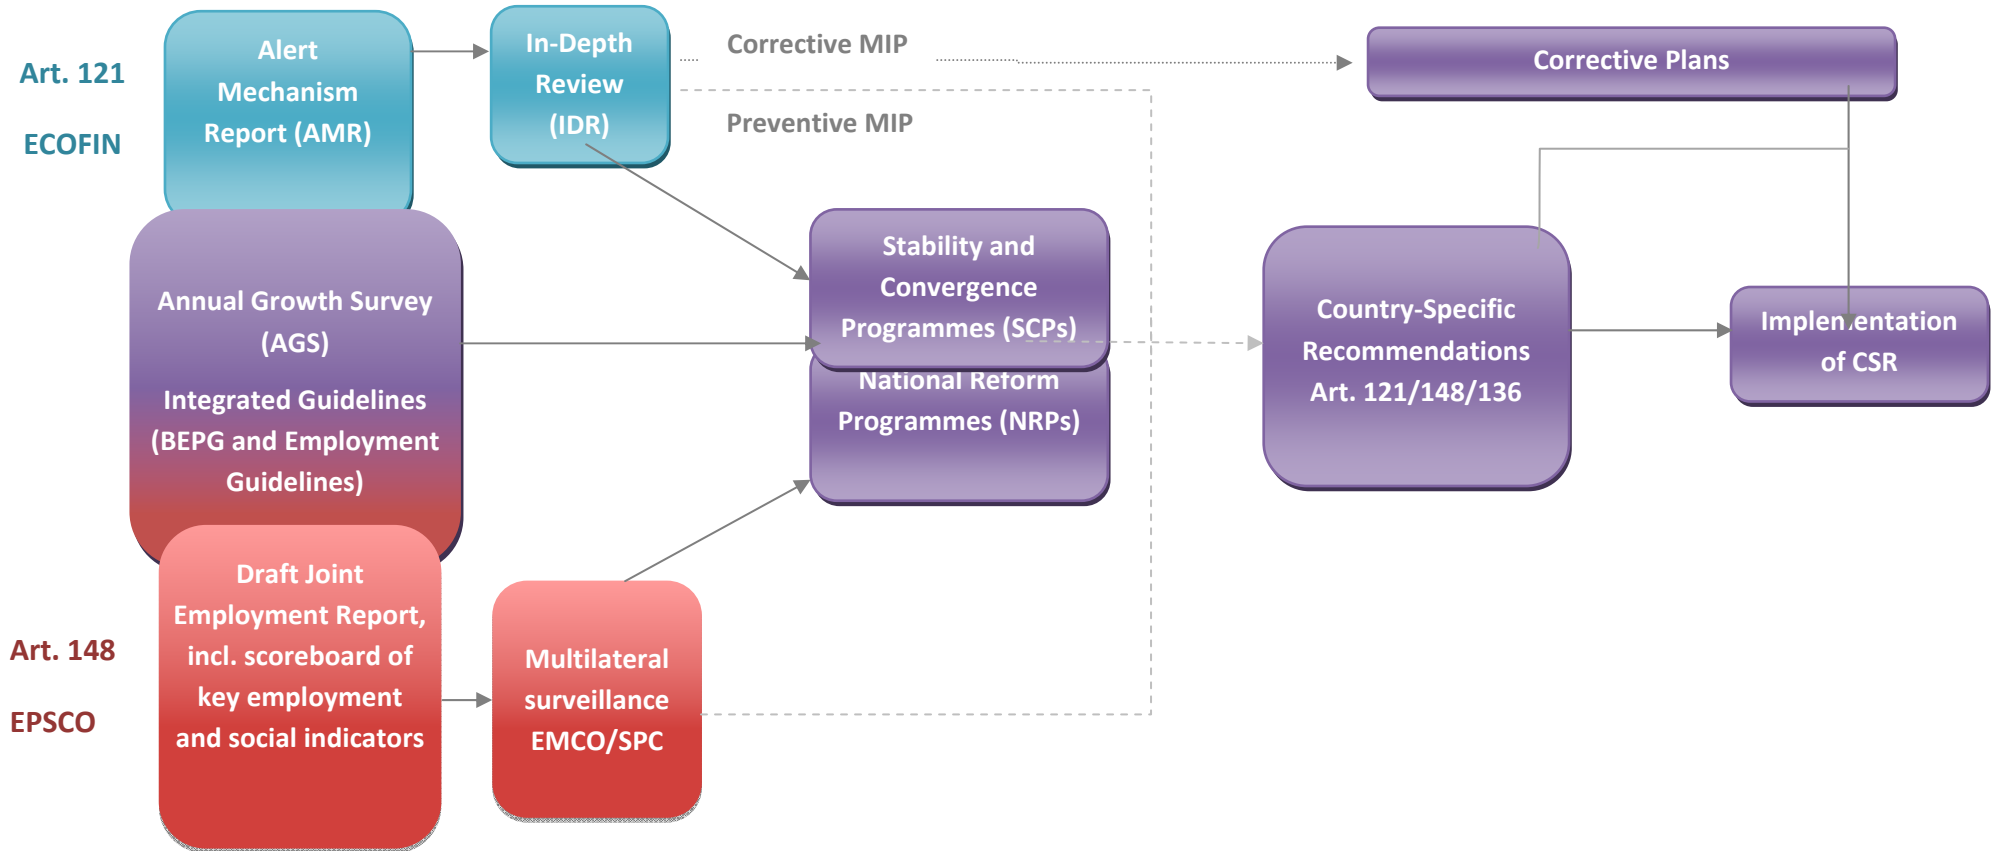 Art. 121
ECOFIN
Alert
Mechanism
Report (AMR)
In-Depth
Review
(IDR)
Corrective MIP
Preventive MIP
Corrective Plans
Annual Growth Survey
(AGS)
Integrated Guidelines
(BEPG and Employment
Guidelines)
Stability and
Convergence
Programmes (SCPs)
National Reform
Programmes (NRPs)
Country-Specific
Recommendations
Art. 121/148/136
Implementation
of CSR
Art. 148
EPSCO
Draft Joint
Employment Report,
incl. scoreboard of
key employment
and social indicators
Multilateral
surveillance
EMCO/SPC